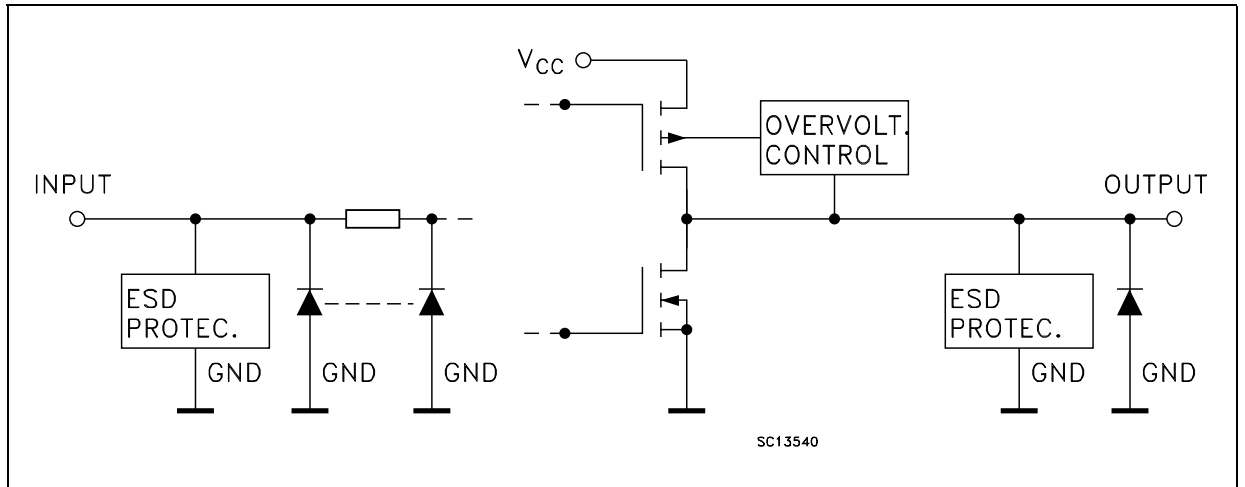 VCC
OVERVOLT.
CONTROL
INPUT
OUTPUT
ESD
PROTEC.
GND
GND
GND
ESD
PROTEC.
GND
GND
SC13540